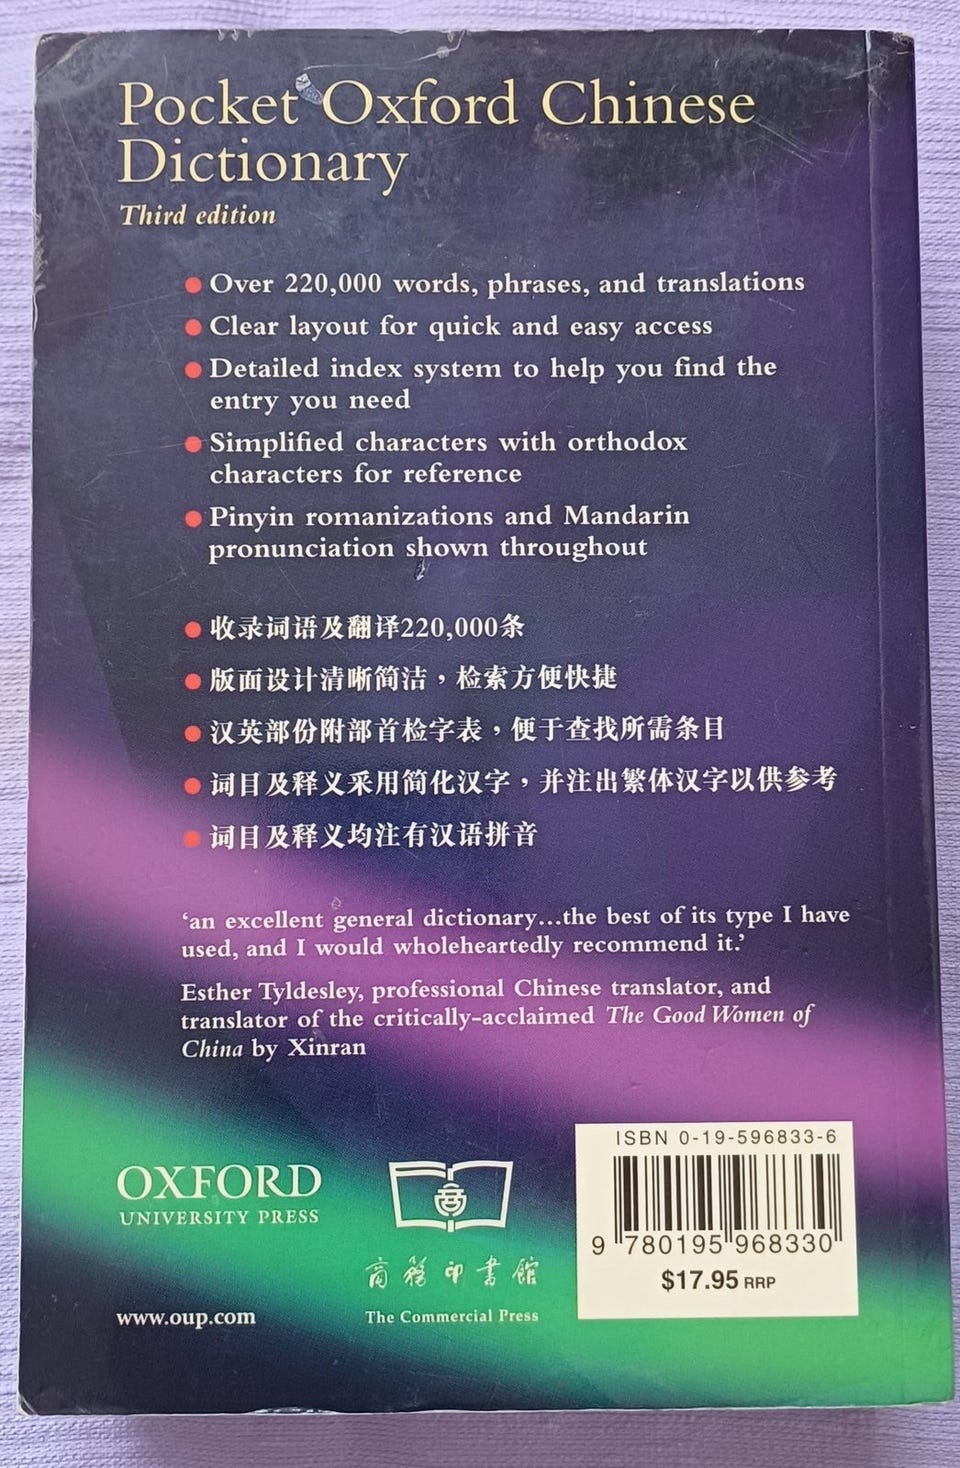 Pocket Oxford Chinese
Dictionary
Third edition
● Over 220,000 words, phrases, and translations
● Clear layout for quick and easy access
● Detailed index system to help you find the
entry you need
● Simplified characters with orthodox
characters for reference
● Pinyin romanizations and Mandarin
pronunciation shown throughout
● 收录词语及翻译220,000条
● 版面设计清晰简洁，检索方便快捷
● 汉英部份附部首检字表，便于查找所需条目
● 词目及释义采用简化汉字，并注出繁体汉字以供参考
● 词目及释义均注有汉语拼音
‘an excellent general dictionary…the best of its type I have
used, and I would wholeheartedly recommend it.’
Esther Tyldesley, professional Chinese translator, and
translator of the critically-acclaimed The Good Women of
China by Xinran
OXFORD
UNIVERSITY PRESS
www.oup.com
商
商務印書館
The Commercial Press
ISBN 0-19-596833-6
9 780195 968330
$17.95 RRP